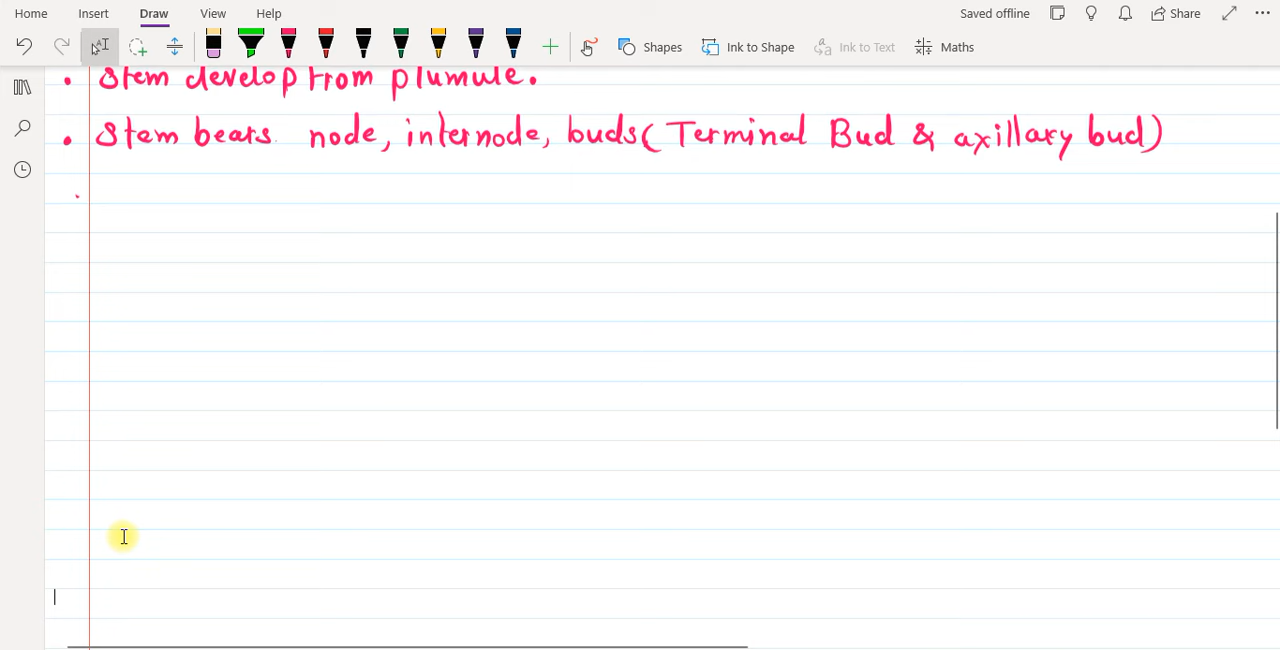 Home Insert Draw View Help Saved offline Share
Shapes Ink to Shape Ink to Text Maths
• Stem develop from plumule.
• Stem bears node, internode, buds( Terminal Bud & axillary bud)
.